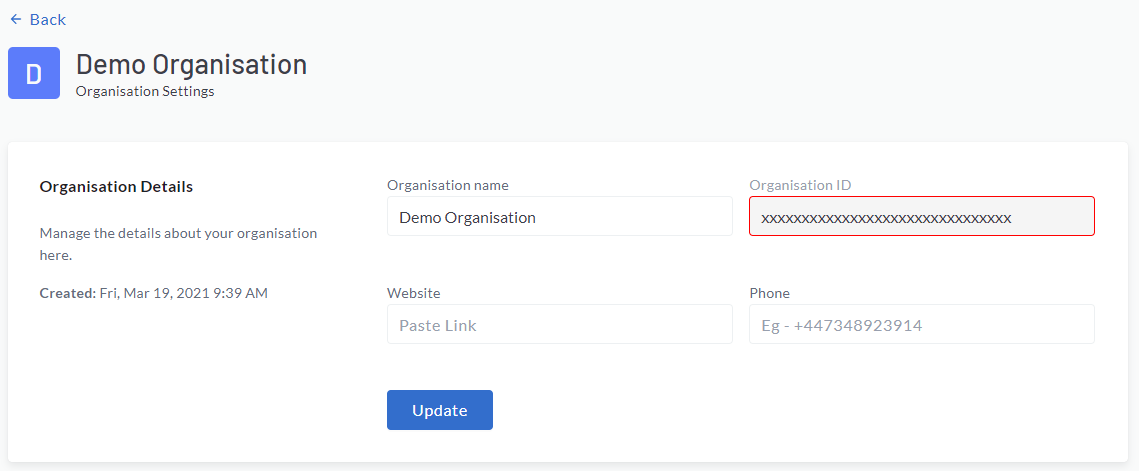 Back
D
Demo Organisation
Organisation Settings
Organisation Details
Manage the details about your organisation
here.
Created: Fri, Mar 19, 2021 9:39 AM
Organisation name
Demo Organisation
Organisation ID
xxxxxxxxxxxxxxxxxxxxxxxxxxxxxxxx
Website
Paste Link
Phone
Eg - +447348923914
Update